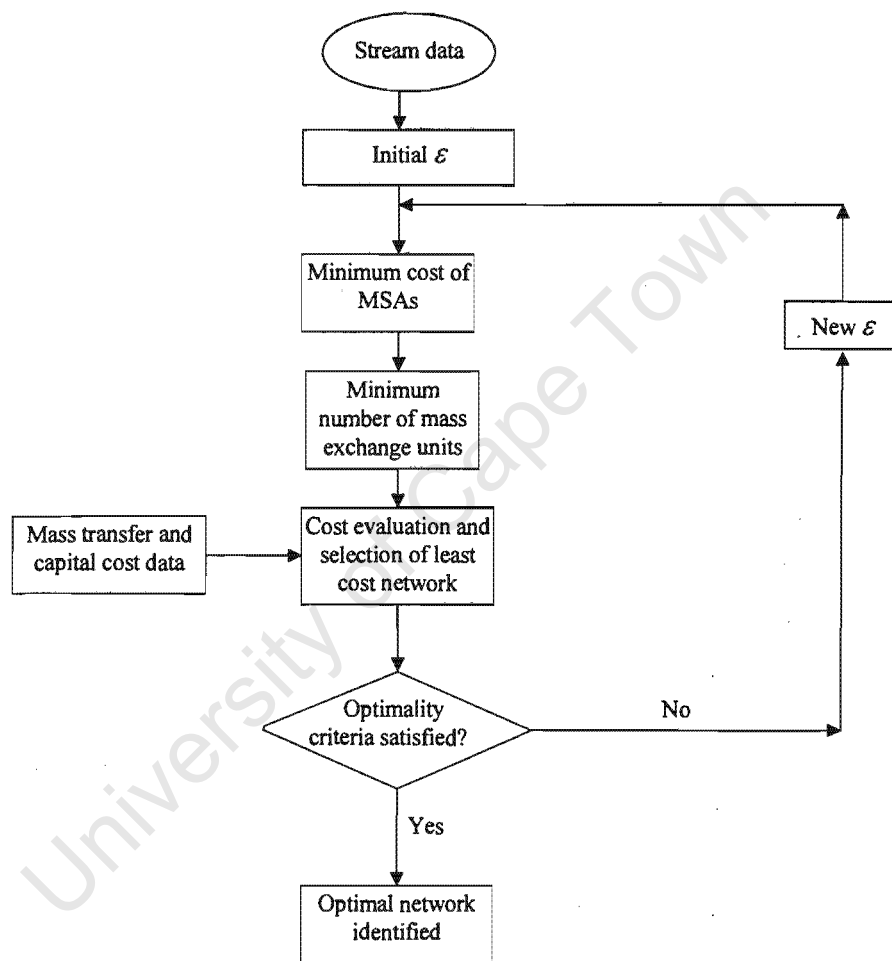 Stream data
Initial ε
Minimum cost of
MSAs
New ε
Minimum
number of mass
exchange units
Mass transfer and
capital cost data
Cost evaluation and
selection of least
cost network
Optimality
criteria satisfied?
No
Yes
Optimal network
identified
University of Cape Town